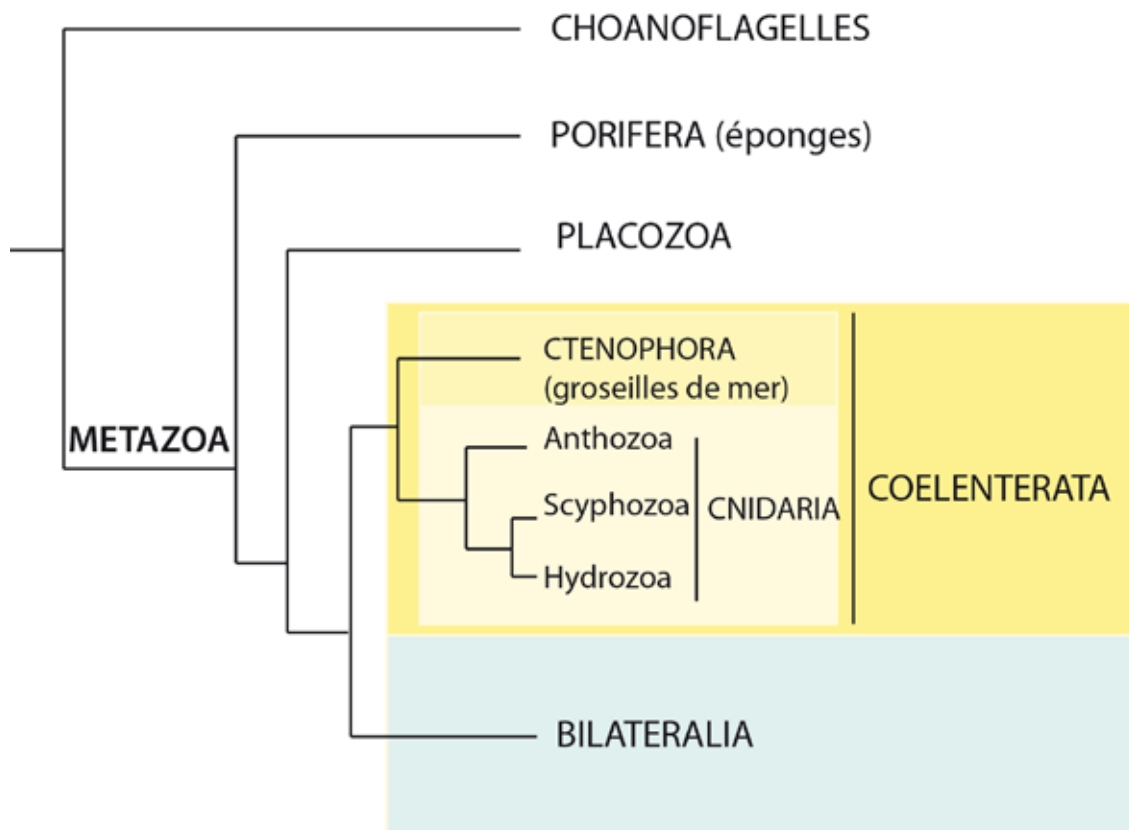 CHOANOFLAGELLES
PORIFERA (éponges)
PLACOZOA
CTENOPHORA
(groseilles de mer)
METAZOA
Anthozoa
Scyphozoa
CNIDARIA
COELENTERATA
Hydrozoa
BILATERALIA